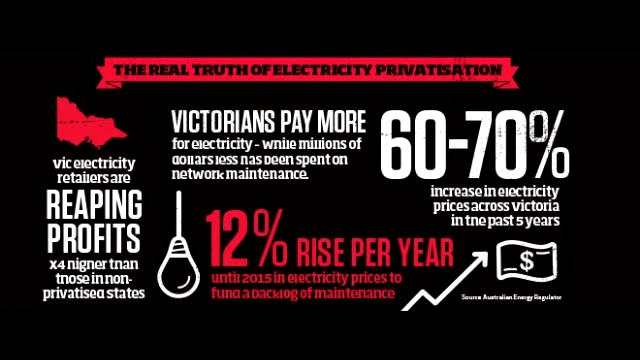 THE REAL TRUTH OF ELECTRICITY PRIVATISATION
VICTORIANS PAY MORE
for electricity - while millions of
dollars less has been spent on
network maintenance.
60-70%
increase in electricity
prices across Victoria
in the past 5 years
Vic electricity
retailers are
REAPING
PROFITS
x4 higher than
those in non-
privatised states
12% RISE PER YEAR
until 2015 in electricity prices to
fund a backlog of maintenance
$
Source Australian Energy Regulator